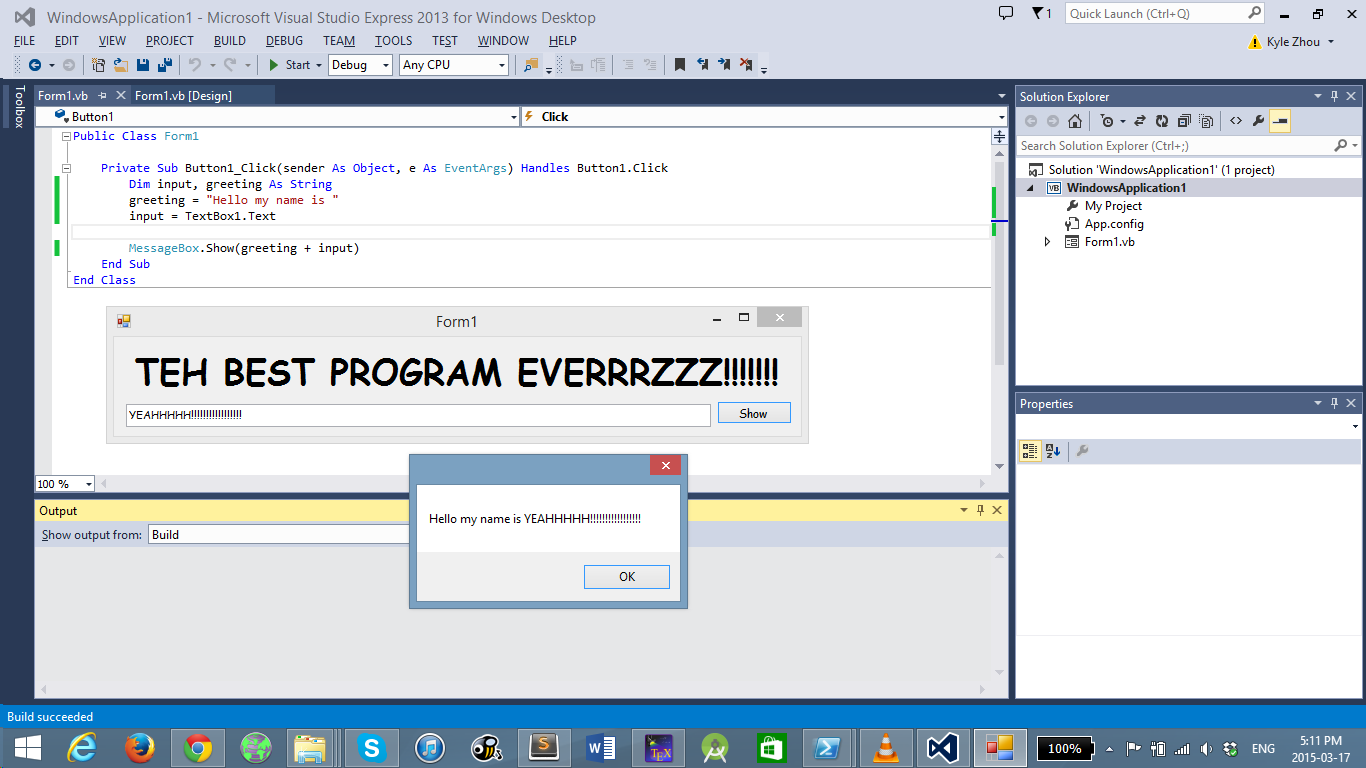 WindowsApplication1 - Microsoft Visual Studio Express 2013 for Windows Desktop
1
Quick Launch (Ctrl+Q)
FILE EDIT VIEW PROJECT BUILD DEBUG TEAM TOOLS TEST WINDOW HELP
Kyle Zhou
Start Debug Any CPU
Toolbox
Form1.vb Form1.vb [Design]
Button1 Click
Public Class Form1
Private Sub Button1_Click(sender As Object, e As EventArgs) Handles Button1.Click
Dim input, greeting As String
greeting = "Hello my name is "
input = TextBox1.Text
MessageBox.Show(greeting + input)
End Sub
End Class
Form1
TEH BEST PROGRAM EVERRRZZZ!!!!!!!
YEAHHHHH!!!!!!!!!!!!!!!!!
Show
100 %
Output
Show output from: Build
Hello my name is YEAHHHHH!!!!!!!!!!!!!!!!!
OK
Solution Explorer
Search Solution Explorer (Ctrl+;)
Solution 'WindowsApplication1' (1 project)
VB WindowsApplication1
My Project
App.config
Form1.vb
Properties
Build succeeded
100%
ENG
5:11 PM
2015-03-17